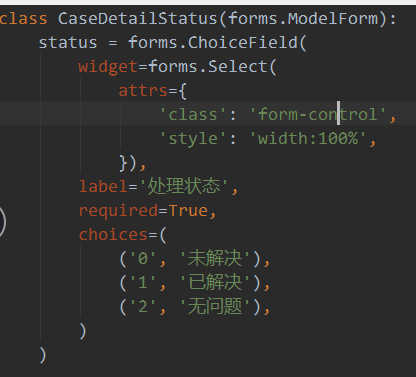 class CaseDetailStatus(forms.ModelForm):
status = forms.ChoiceField(
widget=forms.Select(
attrs={
'class': 'form-control',
'style': 'width:100%',
}),
label='处理状态',
required=True,
choices=(
('0', '未解决'),
('1', '已解决'),
('2', '无问题'),
)
)